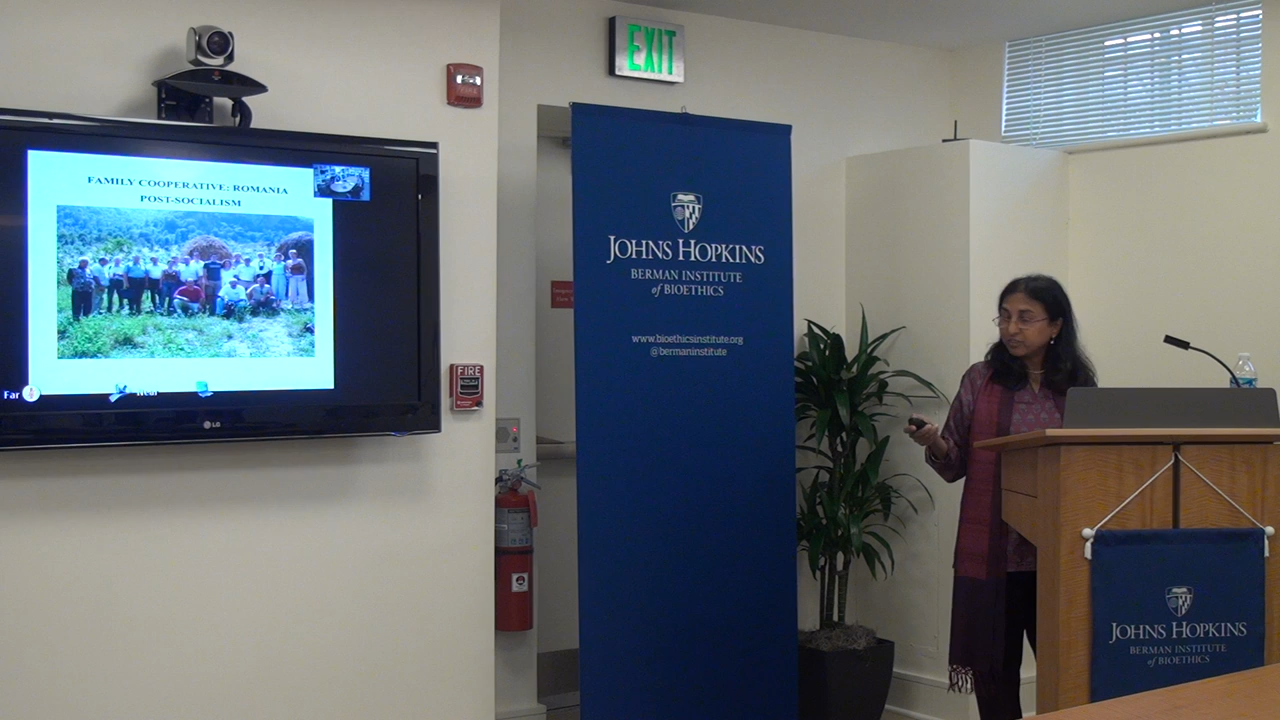 EXIT
FIRE
FAMILY COOPERATIVE: ROMANIA
POST-SOCIALISM
Far
LG
FIRE
JOHNS HOPKINS
BERMAN INSTITUTE
of BIOETHICS
www.bioethicsinstitute.org
@bermaninstitute
JOHNS HOPKINS
BERMAN INSTITUTE
of BIOETHICS